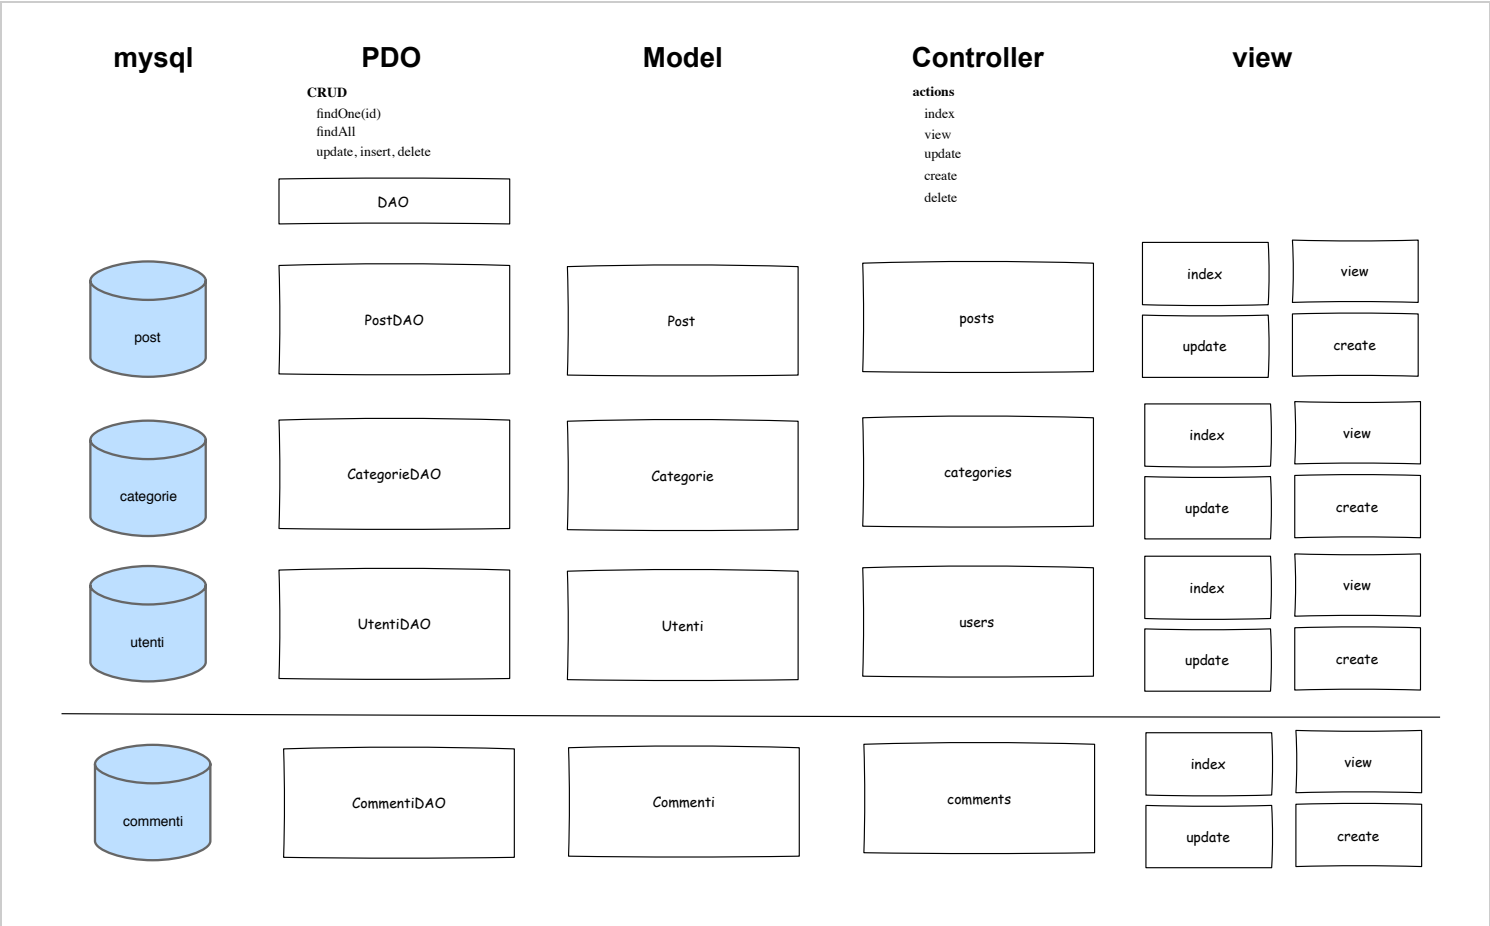 mysql
PDO
Model
Controller
view
CRUD
findOne(id)
findAll
update, insert, delete
actions
index
view
update
create
delete
DAO
post
PostDAO
Post
posts
index
view
update
create
categorie
CategorieDAO
Categorie
categories
index
view
update
create
utenti
UtentiDAO
Utenti
users
index
view
update
create
commenti
CommentiDAO
Commenti
comments
index
view
update
create